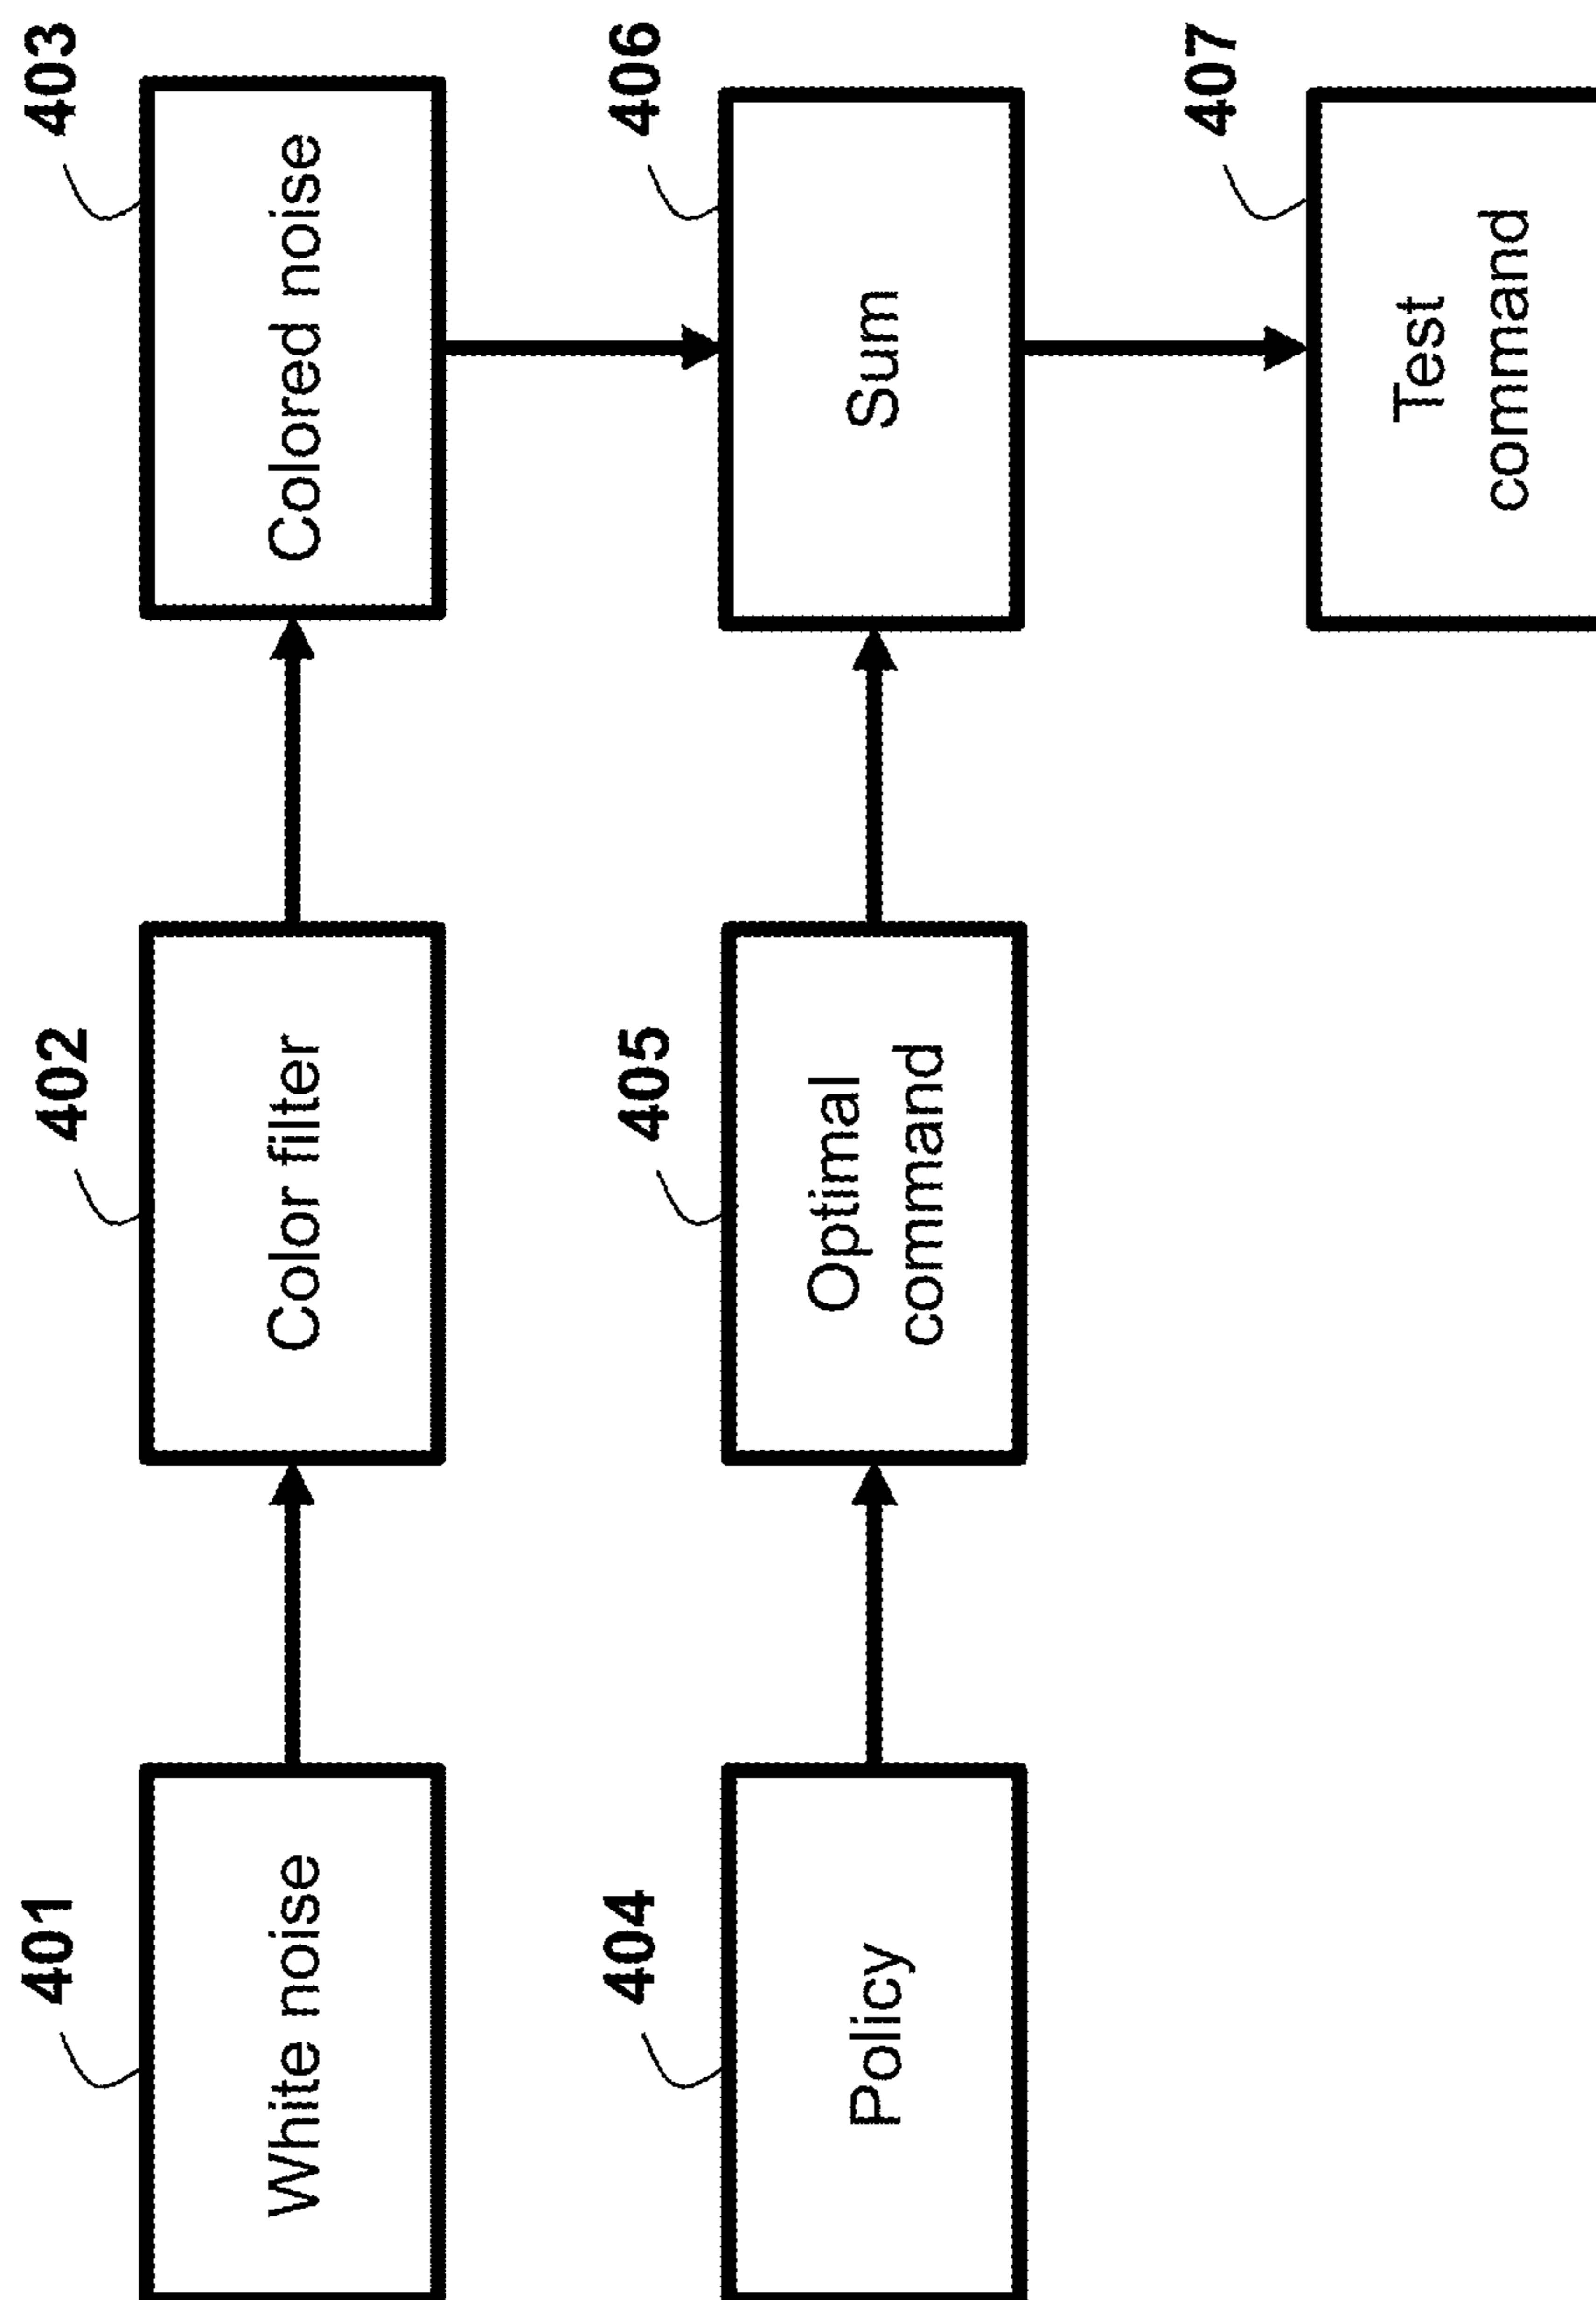 401
White noise
402
Color filter
403
Colored noise
404
Policy
405
Optimal
command
406
Sum
407
Test
command